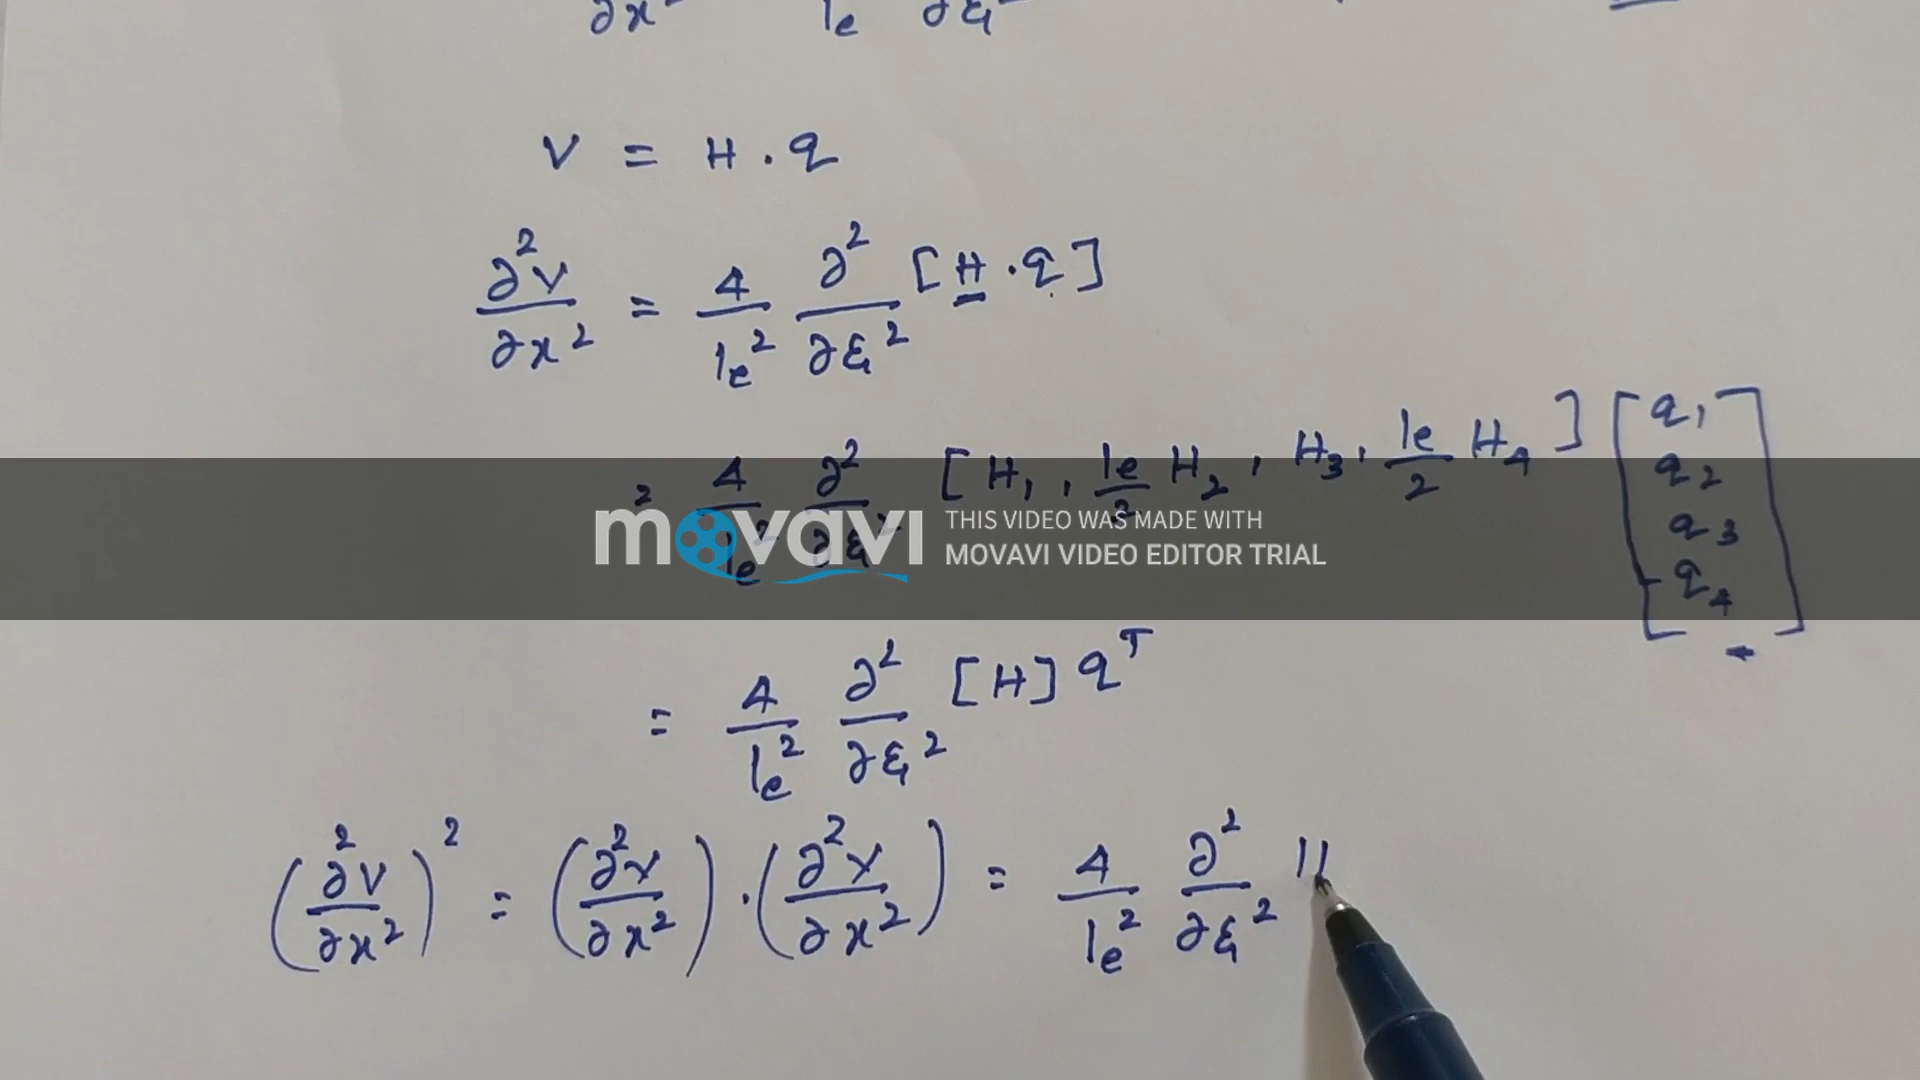 ∂x² le ∂ξ
V = H . q
∂²v/∂x² = 4/le² ∂²/∂ξ² [H . q]
= 4/le² ∂²/∂ξ² [H₁, le/2 H₂, H₃, le/2 H₄] [q₁ q₂ q₃ q₄]
movavi THIS VIDEO WAS MADE WITH
MOVAVI VIDEO EDITOR TRIAL
= 4/le² ∂²/∂ξ² [H] qᵀ
(∂²v/∂x²)² = (∂²v/∂x²) . (∂²v/∂x²) = 4/le² ∂²/∂ξ²